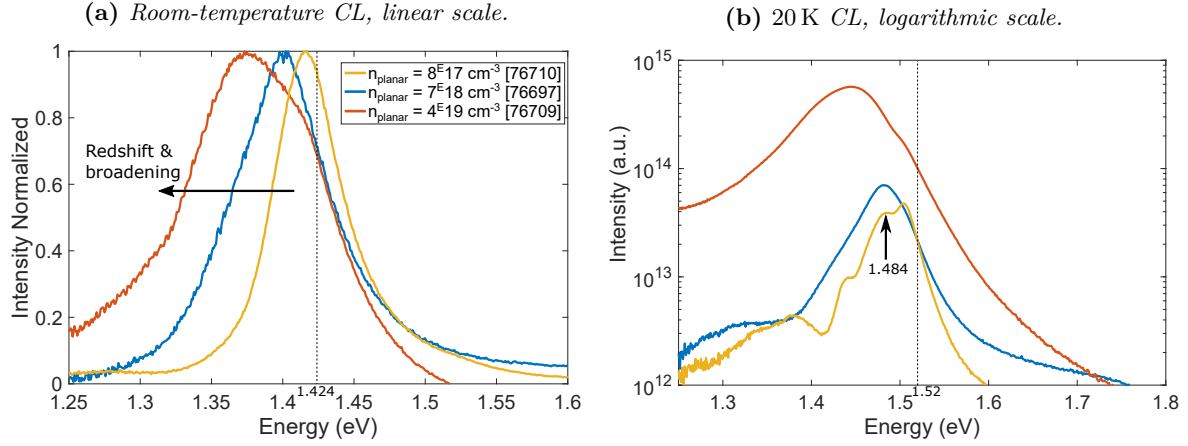 (a) Room-temperature CL, linear scale.
Intensity Normalized
1
0.8
0.6
0.4
0.2
0
n_planar = 8^E17 cm^-3 [76710]
n_planar = 7^E18 cm^-3 [76697]
n_planar = 4^E19 cm^-3 [76709]
Redshift &
broadening
1.424
1.25 1.3 1.35 1.4 1.45 1.5 1.55 1.6
Energy (eV)
(b) 20 K CL, logarithmic scale.
Intensity (a.u.)
10^15
10^14
10^13
10^12
1.484
1.52
1.3 1.4 1.5 1.6 1.7 1.8
Energy (eV)